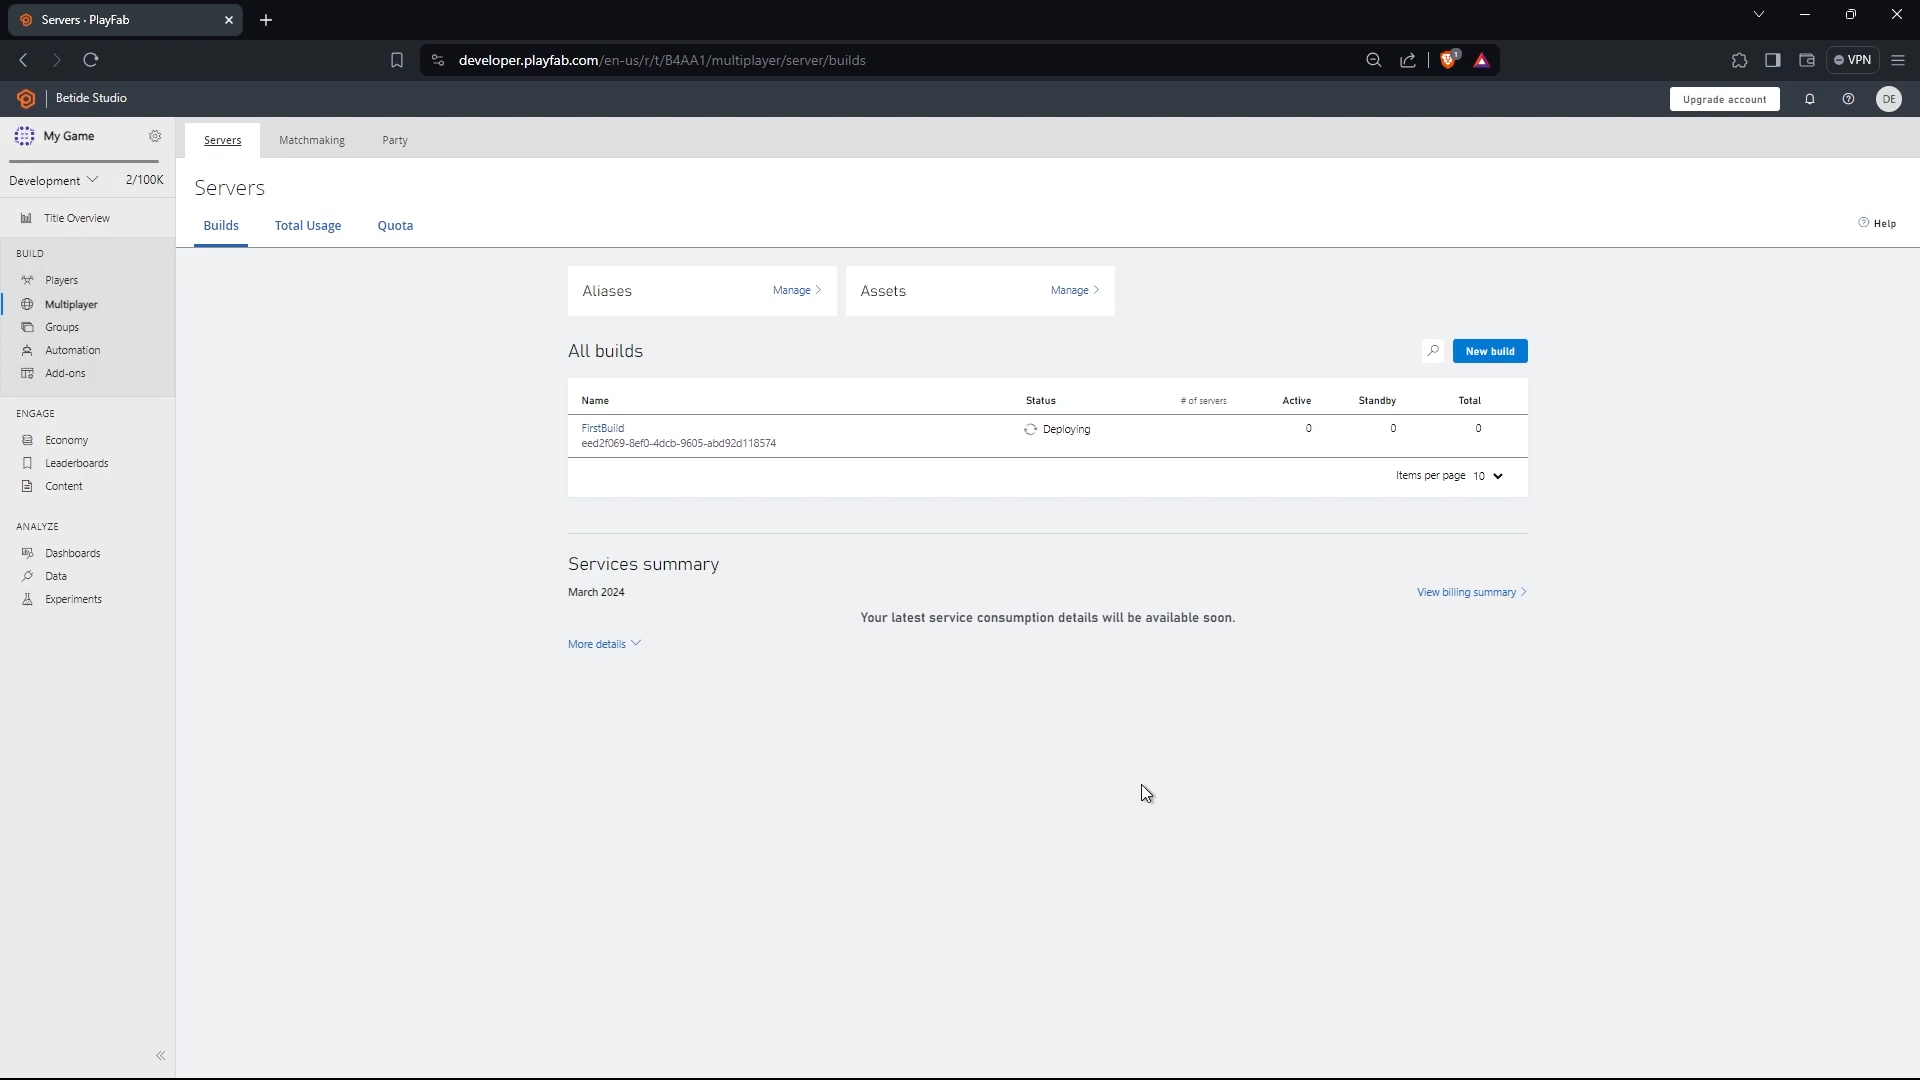 Servers · PlayFab
developer.playfab.com/en-us/r/t/B4AA1/multiplayer/server/builds
1
VPN
Betide Studio
Upgrade account
DE
My Game
Servers
Matchmaking
Party
Development
2/100K
Servers
Title Overview
Builds
Total Usage
Quota
Help
BUILD
Players
Multiplayer
Groups
Automation
Add-ons
ENGAGE
Economy
Leaderboards
Content
ANALYZE
Dashboards
Data
Experiments
Aliases
Manage
Assets
Manage
All builds
New build
Name
Status
# of servers
Active
Standby
Total
FirstBuild
eed2f069-8ef0-4dcb-9605-abd92d118574
Deploying
0
0
0
Items per page 10
Services summary
March 2024
View billing summary
Your latest service consumption details will be available soon.
More details